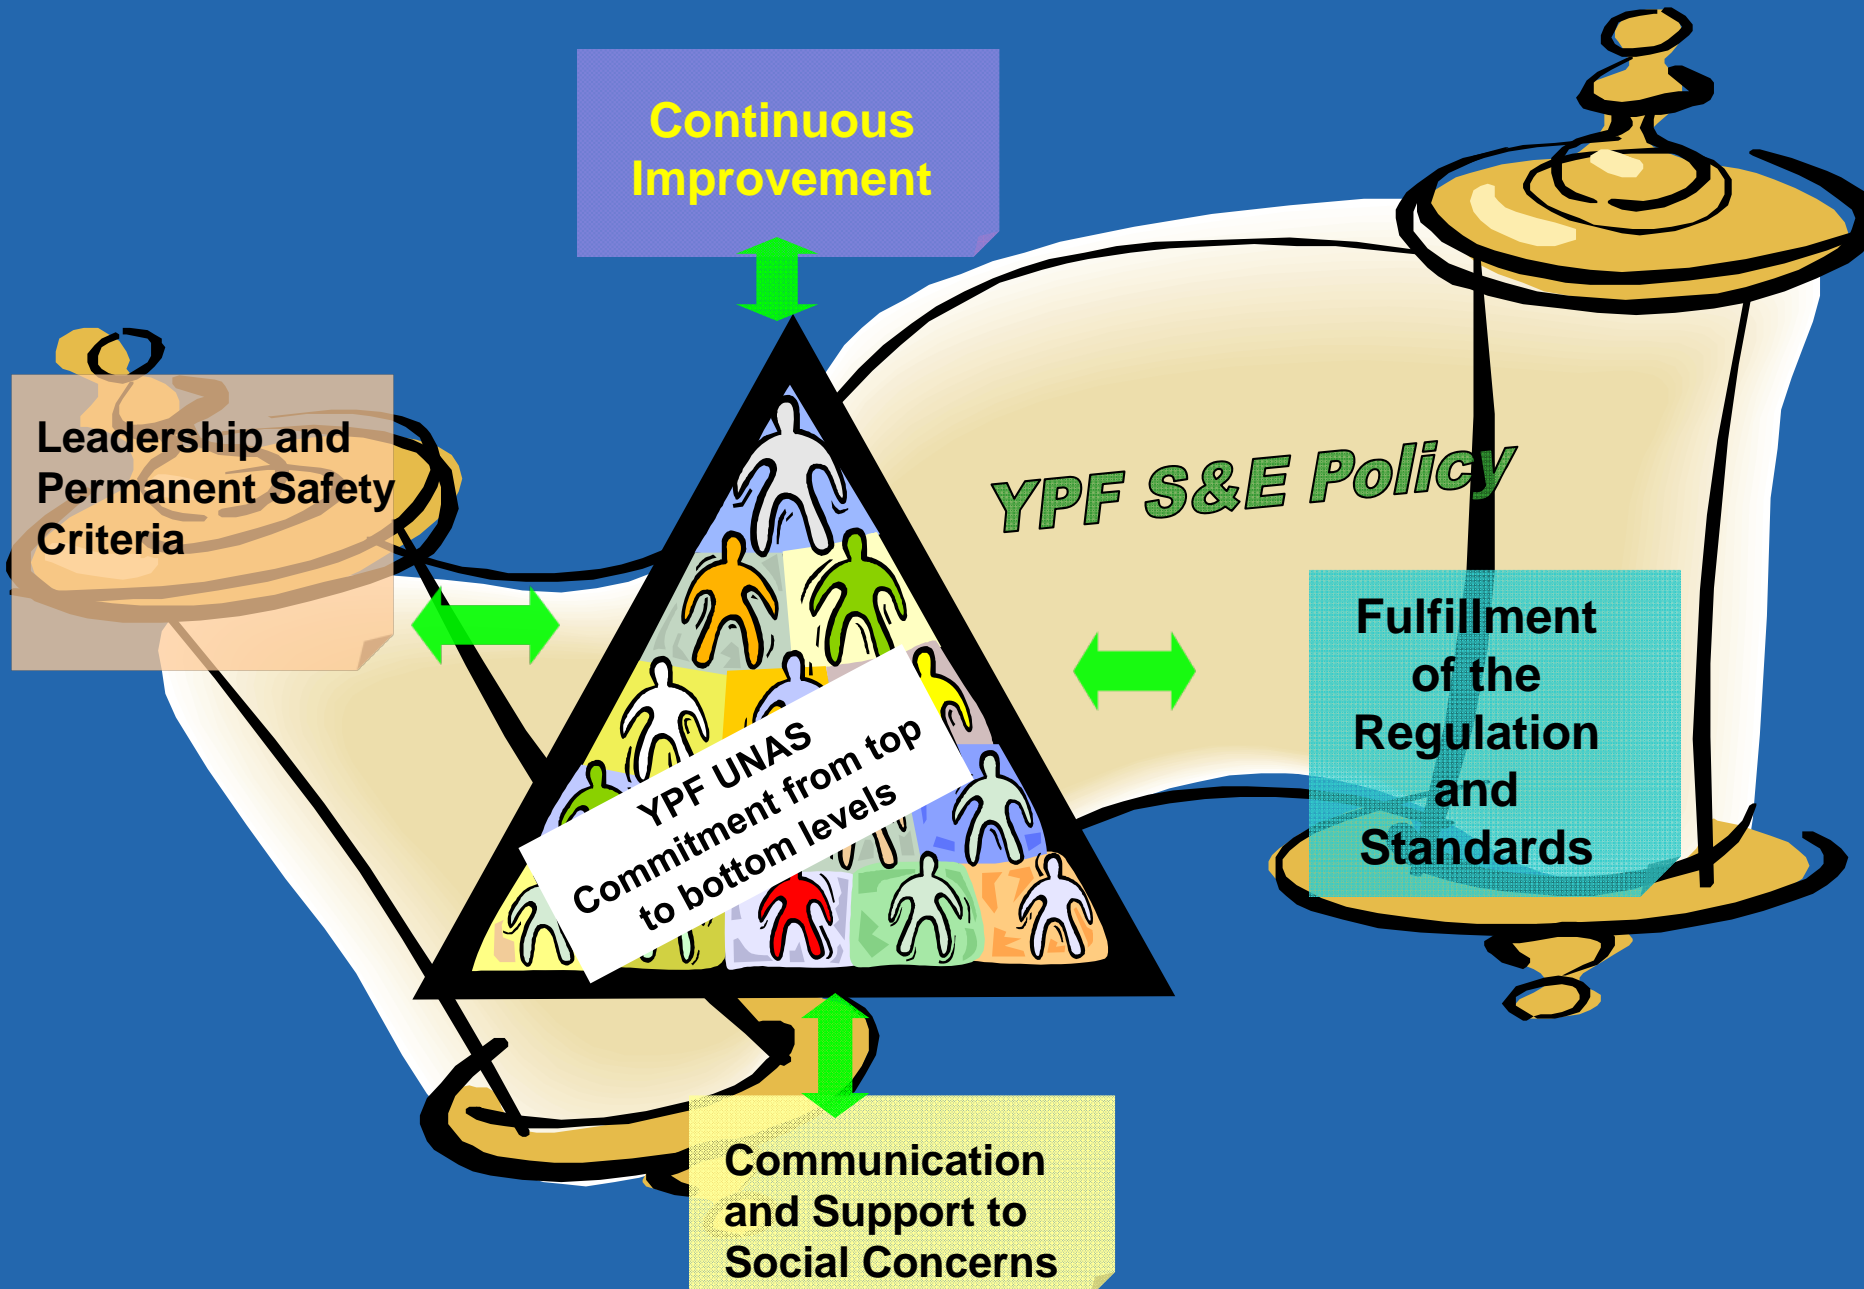 Continuous
Improvement
Leadership and
Permanent Safety
Criteria
YPF S&E Policy
Fulfillment
of the
Regulation
and
Standards
YPF UNAS
Commitment from top
to bottom levels
Communication
and Support to
Social Concerns